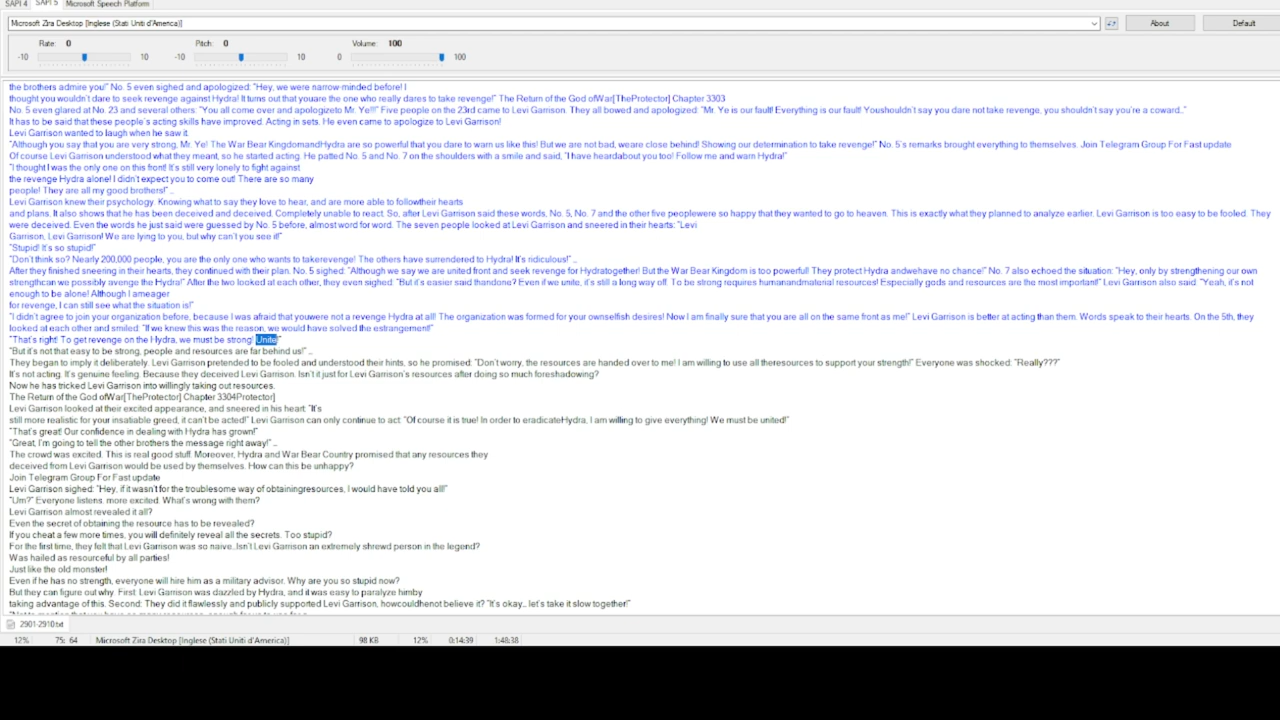 SAPI 4 SAPI 5 Microsoft Speech Platform
Microsoft Zira Desktop [Inglese (Stati Uniti d'America)] About Default
Rate: 0 Pitch: 0 Volume: 100
-10 10 -10 10 0 100
the brothers admire you!" No. 5 even sighed and apologized: "Hey, we were narrow-minded before! I
thought you wouldn't dare to seek revenge against Hydra! It turns out that youare the one who really dares to take revenge!" The Return of the God ofWar[TheProtector] Chapter 3303
No. 5 even glared at No. 23 and several others: "You all come over and apologizeto Mr. Ye!!!" Five people on the 23rd came to Levi Garrison. They all bowed and apologized: "Mr. Ye is our fault! Everything is our fault! Youshouldn't say you dare not take revenge, you shouldn't say you're a coward..."
It has to be said that these people's acting skills have improved. Acting in sets. He even came to apologize to Levi Garrison!
Levi Garrison wanted to laugh when he saw it.
"Although you say that you are very strong, Mr. Ye! The War Bear KingdomandHydra are so powerful that you dare to warn us like this! But we are not bad, weare close behind! Showing our determination to take revenge!" No. 5's remarks brought everything to themselves. Join Telegram Group For Fast update
Of course Levi Garrison understood what they meant, so he started acting. He patted No. 5 and No. 7 on the shoulders with a smile and said, "I have heardabout you too! Follow me and warn Hydra!"
"I thought I was the only one on this front! It's still very lonely to fight against
the revenge Hydra alone! I didn't expect you to come out! There are so many
people! They are all my good brothers!" ..
Levi Garrison knew their psychology. Knowing what to say they love to hear, and are more able to followtheir hearts
and plans. It also shows that he has been deceived and deceived. Completely unable to react. So, after Levi Garrison said these words, No. 5, No. 7 and the other five peoplewere so happy that they wanted to go to heaven. This is exactly what they planned to analyze earlier. Levi Garrison is too easy to be fooled. They
were deceived. Even the words he just said were guessed by No. 5 before, almost word for word. The seven people looked at Levi Garrison and sneered in their hearts: "Levi
Garrison, Levi Garrison! We are lying to you, but why can't you see it!"
"Stupid! It's so stupid!"
"Don't think so? Nearly 200,000 people, you are the only one who wants to takerevenge! The others have surrendered to Hydra! It's ridiculous!" ..
After they finished sneering in their hearts, they continued with their plan. No. 5 sighed: "Although we say we are united front and seek revenge for Hydratogether! But the War Bear Kingdom is too powerful! They protect Hydra andwehave no chance!" No. 7 also echoed the situation: "Hey, only by strengthening our own
strengthcan we possibly avenge the Hydra!" After the two looked at each other, they even sighed: "But it's easier said thandone? Even if we unite, it's still a long way off. To be strong requires humanandmaterial resources! Especially gods and resources are the most important!" Levi Garrison also said: "Yeah, it's not
enough to be alone! Although I ameager
for revenge, I can still see what the situation is!"
"I didn't agree to join your organization before, because I was afraid that youwere not a revenge Hydra at all! The organization was formed for your ownselfish desires! Now I am finally sure that you are all on the same front as me!" Levi Garrison is better at acting than them. Words speak to their hearts. On the 5th, they
looked at each other and smiled: "If we knew this was the reason, we would have solved the estrangement!"
"That's right! To get revenge on the Hydra, we must be strong! Unite!"
"But it's not that easy to be strong, people and resources are far behind us!" ..
They began to imply it deliberately. Levi Garrison pretended to be fooled and understood their hints, so he promised: "Don't worry, the resources are handed over to me! I am willing to use all theresources to support your strength!" Everyone was shocked: "Really???"
It's not acting. It's genuine feeling. Because they deceived Levi Garrison. Isn't it just for Levi Garrison's resources after doing so much foreshadowing?
Now he has tricked Levi Garrison into willingly taking out resources.
The Return of the God ofWar[TheProtector] Chapter 3304Protector]
Levi Garrison looked at their excited appearance, and sneered in his heart: "It's
still more realistic for your insatiable greed, it can't be acted!" Levi Garrison can only continue to act: "Of course it is true! In order to eradicateHydra, I am willing to give everything! We must be united!"
"That's great! Our confidence in dealing with Hydra has grown!"
"Great, I'm going to tell the other brothers the message right away!" ..
The crowd was excited. This is real good stuff. Moreover, Hydra and War Bear Country promised that any resources they
deceived from Levi Garrison would be used by themselves. How can this be unhappy?
Join Telegram Group For Fast update
Levi Garrison sighed: "Hey, if it wasn't for the troublesome way of obtainingresources, I would have told you all!"
"Um?" Everyone listens, more excited. What's wrong with them?
Levi Garrison almost revealed it all?
Even the secret of obtaining the resource has to be revealed?
If you cheat a few more times, you will definitely reveal all the secrets. Too stupid?
For the first time, they felt that Levi Garrison was so naive..Isn't Levi Garrison an extremely shrewd person in the legend?
Was hailed as resourceful by all parties!
Just like the old monster!
Even if he has no strength, everyone will hire him as a military advisor. Why are you so stupid now?
But they can figure out why. First: Levi Garrison was dazzled by Hydra, and it was easy to paralyze himby
taking advantage of this. Second: They did it flawlessly and publicly supported Levi Garrison, howcouldhenot believe it? "It's okay... let's take it slow together!"
2901-2910.txt
12% 75: 64 Microsoft Zira Desktop [Inglese (Stati Uniti d'America)] 98 KB 12% 0:14:39 1:48:38